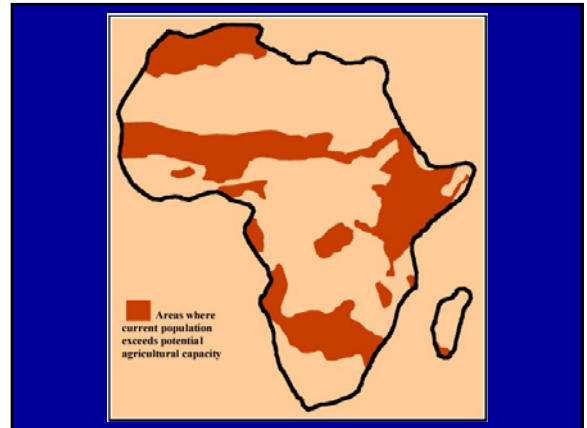 Areas where
current population
exceeds potential
agricultural capacity